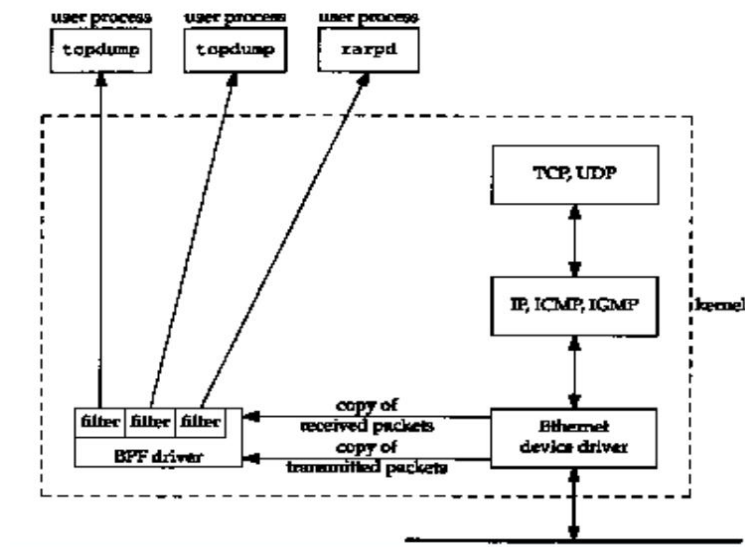 user process user process user process
tcpdump tcpdump rarpd
TCP, UDP
IP, ICMP, IGMP
kernel
filter filter filter
BPF driver
copy of
received packets
copy of
transmitted packets
Ethernet
device driver